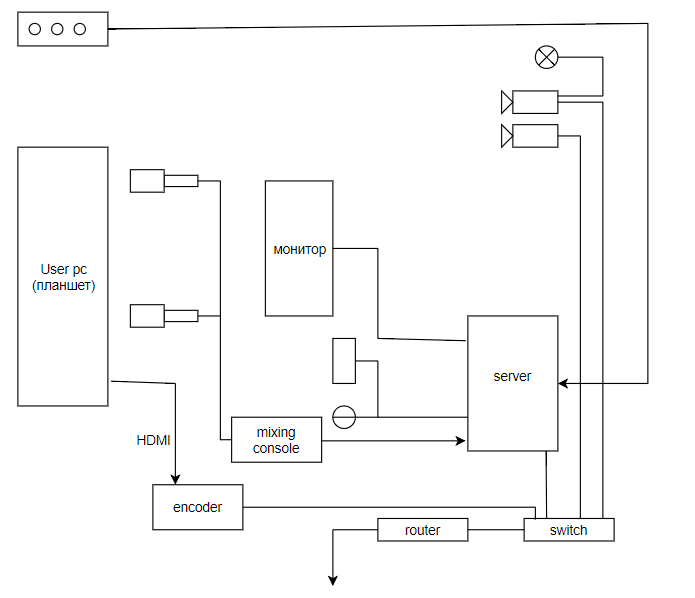 User pc
(планшет)
монитор
server
HDMI
mixing
console
encoder
router
switch